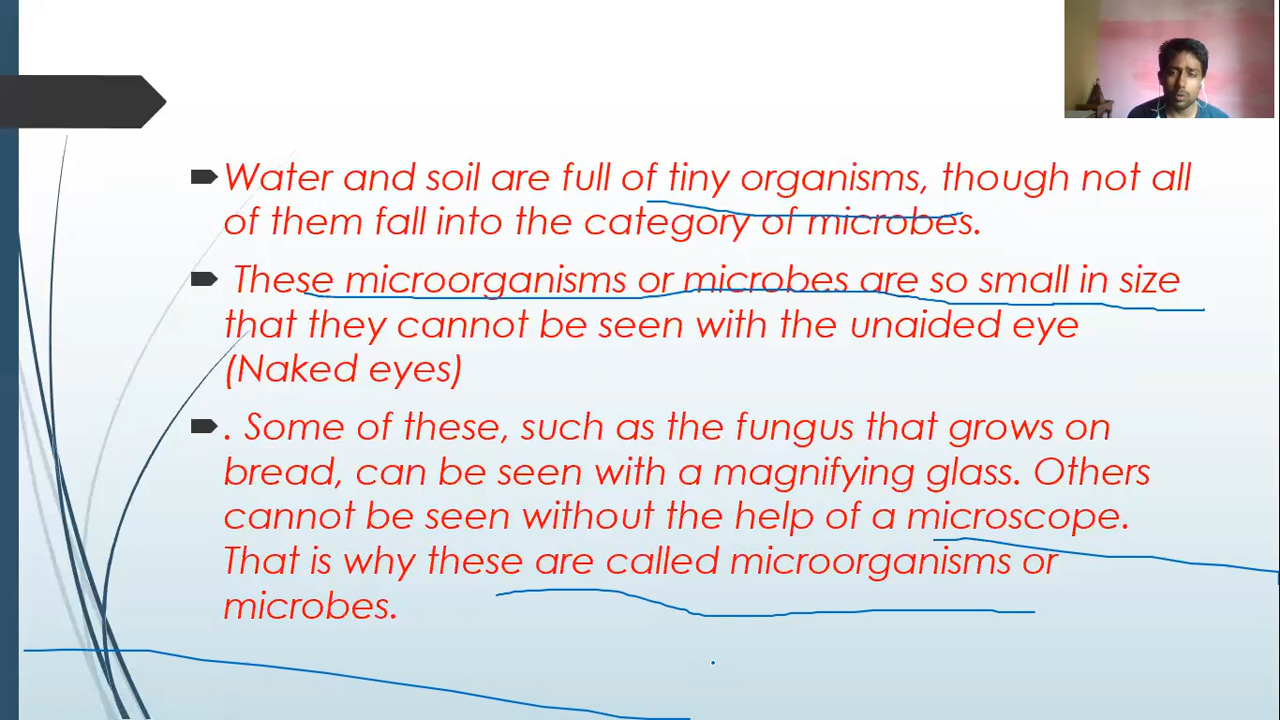 Water and soil are full of tiny organisms, though not all
of them fall into the category of microbes.
These microorganisms or microbes are so small in size
that they cannot be seen with the unaided eye
(Naked eyes)
. Some of these, such as the fungus that grows on
bread, can be seen with a magnifying glass. Others
cannot be seen without the help of a microscope.
That is why these are called microorganisms or
microbes.